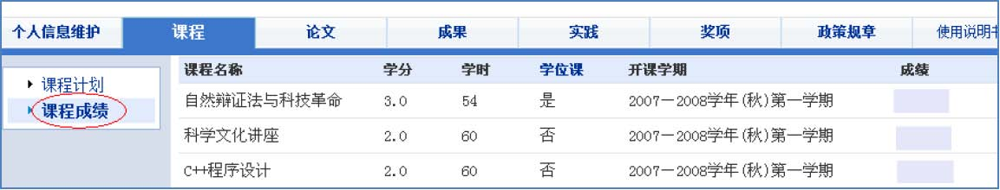 个人信息维护 课程 论文 成果 实践 奖项 政策规章 使用说明书
课程计划
课程成绩
课程名称 学分 学时 学位课 开课学期 成绩
自然辩证法与科技革命 3.0 54 是 2007－2008学年(秋)第一学期
科学文化讲座 2.0 60 否 2007－2008学年(秋)第一学期
C++程序设计 2.0 60 否 2007－2008学年(秋)第一学期